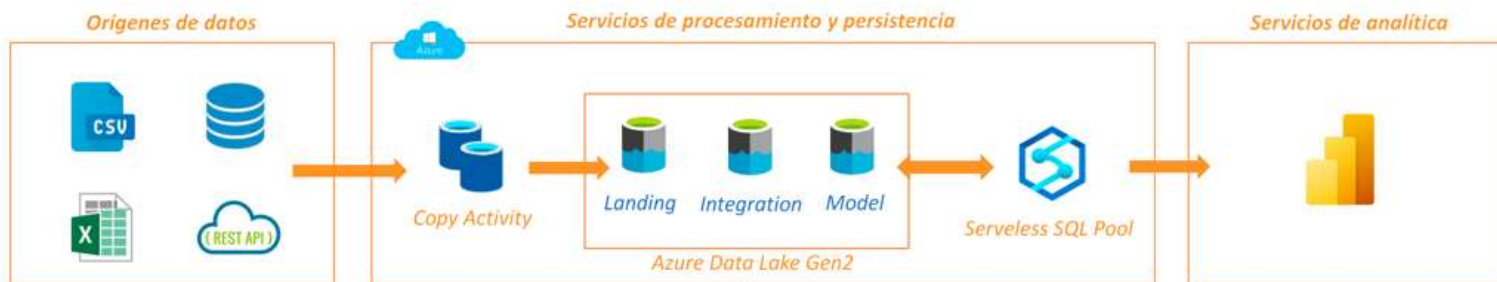 Orígenes de datos
Servicios de procesamiento y persistencia
Servicios de analítica
Azure
CSV
X
{ REST API }
Copy Activity
Landing
Integration
Model
Azure Data Lake Gen2
Serveless SQL Pool